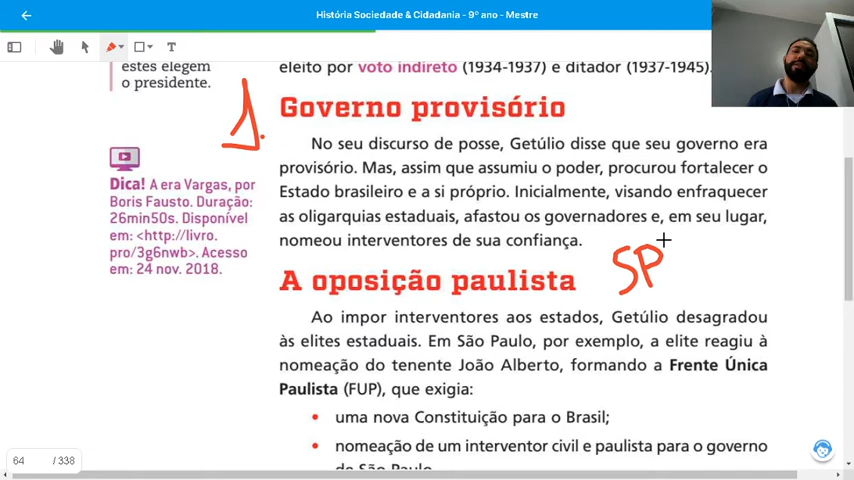 História Sociedade & Cidadania - 9º ano - Mestre
T
estes elegem
o presidente.
eleito por voto indireto (1934-1937) e ditador (1937-1945).
1.
Governo provisório
No seu discurso de posse, Getúlio disse que seu governo era
provisório. Mas, assim que assumiu o poder, procurou fortalecer o
Estado brasileiro e a si próprio. Inicialmente, visando enfraquecer
as oligarquias estaduais, afastou os governadores e, em seu lugar,
nomeou interventores de sua confiança.
Dica! A era Vargas, por
Boris Fausto. Duração:
26min50s. Disponível
em: <http://livro.
pro/3g6nwb>. Acesso
em: 24 nov. 2018.
A oposição paulista
SP
Ao impor interventores aos estados, Getúlio desagradou
às elites estaduais. Em São Paulo, por exemplo, a elite reagiu à
nomeação do tenente João Alberto, formando a Frente Única
Paulista (FUP), que exigia:
• uma nova Constituição para o Brasil;
• nomeação de um interventor civil e paulista para o governo
de São Paulo
64 / 338